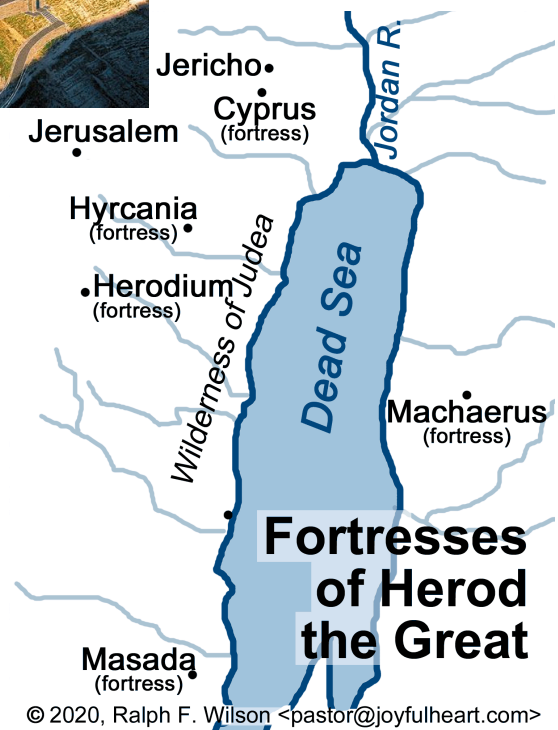 Jordan R.
Jericho
Cyprus
(fortress)
Jerusalem
Hyrcania
(fortress)
Herodium
(fortress)
Wilderness of Judea
Dead Sea
Machaerus
(fortress)
Fortresses
of Herod
the Great
Masada
(fortress)
© 2020, Ralph F. Wilson <pastor@joyfulheart.com>